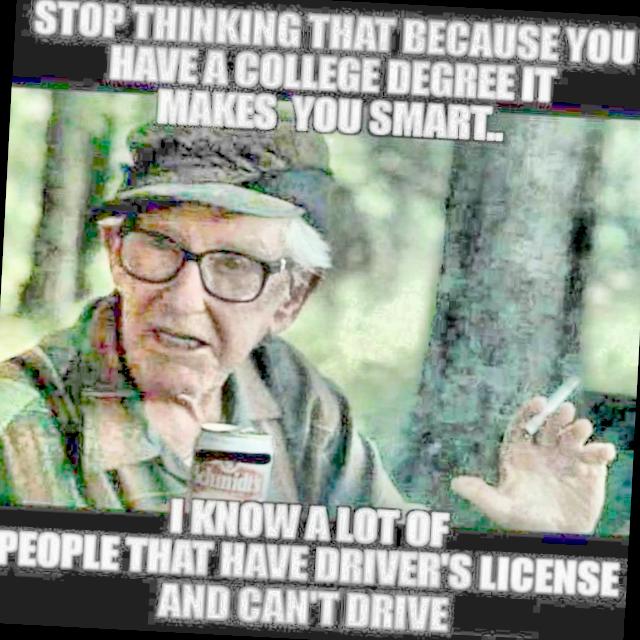 STOP THINKING THAT BECAUSE YOU
HAVE A COLLEGE DEGREE IT
MAKES YOU SMART..
I KNOW A LOT OF
PEOPLE THAT HAVE DRIVER'S LICENSE
AND CAN'T DRIVE